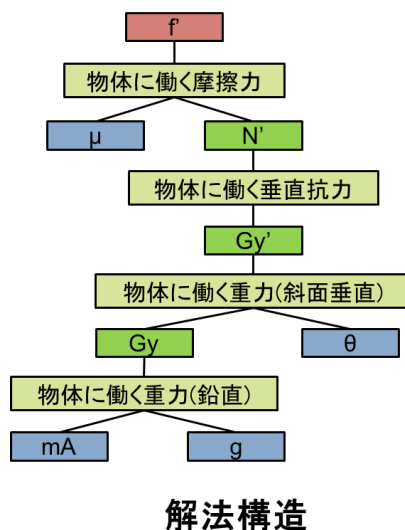 f'
物体に働く摩擦力
μ
N'
物体に働く垂直抗力
Gy'
物体に働く重力(斜面垂直)
Gy
θ
物体に働く重力(鉛直)
mA
g
解法構造